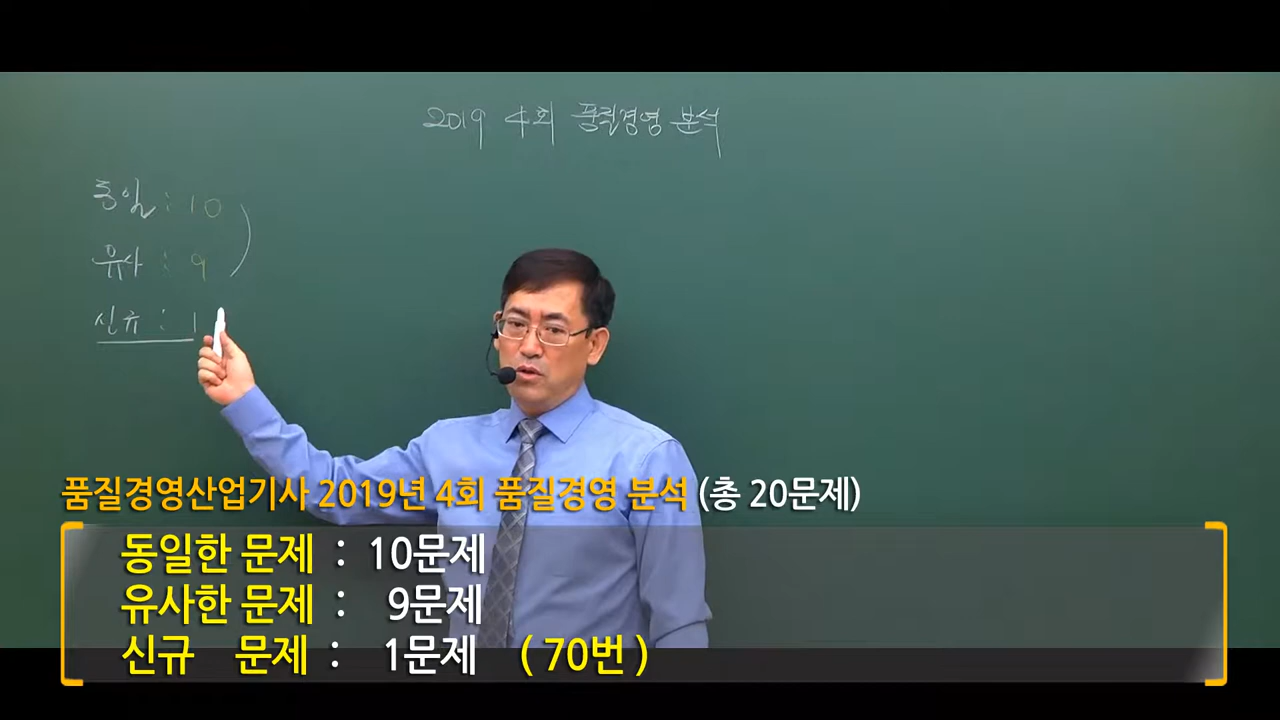 2019 4회 품질경영 분석
동일 : 10
유사 : 9
신규 : 1
품질경영산업기사 2019년 4회 품질경영 분석 (총 20문제)
동일한 문제 : 10문제
유사한 문제 : 9문제
신규 문제 : 1문제 ( 70번 )